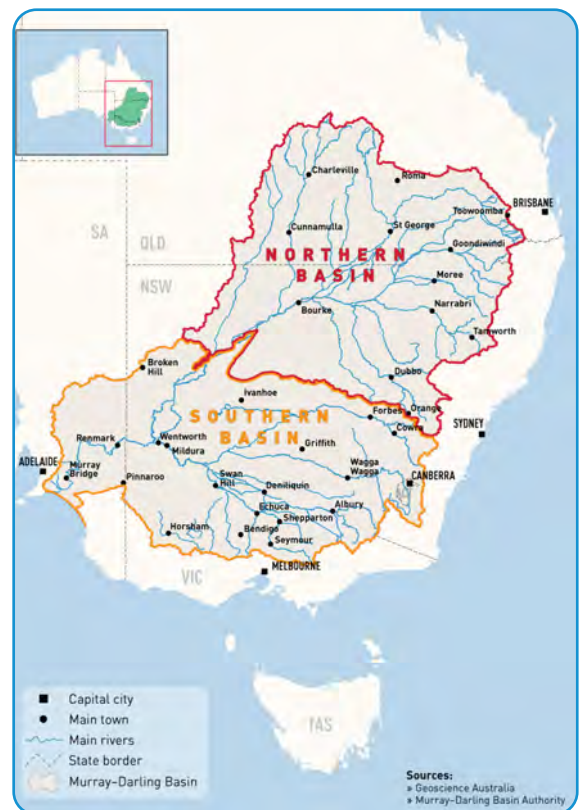 Charleville
Roma
BRISBANE
Toowoomba
Cunnamulla
St George
SA
QLD
Goondiwindi
NORTHERN
BASIN
NSW
Moree
Bourke
Narrabri
Tamworth
Broken
Hill
Dubbo
Ivanhoe
Orange
Forbes
SOUTHERN
BASIN
Cowra
SYDNEY
Renmark
Wentworth
Mildura
Griffith
ADELAIDE
Murray
Bridge
Pinnaroo
Swan
Hill
Wagga
Wagga
CANBERRA
Deniliquin
ACT
Echuca
Albury
Shepparton
Horsham
Bendigo
Seymour
VIC
MELBOURNE
TAS
Capital city
Main town
Main rivers
State border
Murray–Darling Basin
Sources:
» Geoscience Australia
» Murray–Darling Basin Authority